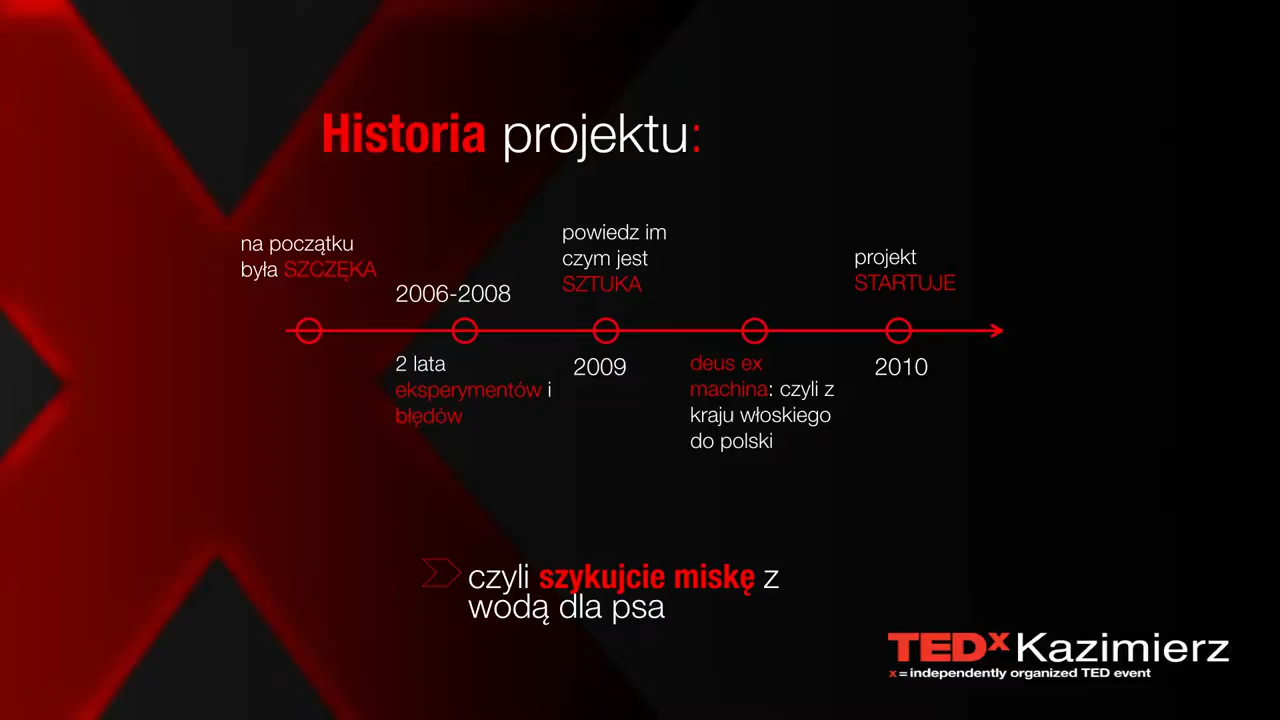 Historia projektu:
na początku
była SZCZĘKA
2006-2008
2 lata
eksperymentów i
błędów
powiedz im
czym jest
SZTUKA
2009
deus ex
machina: czyli z
kraju włoskiego
do polski
projekt
STARTUJE
2010
czyli szykujcie miskę z
wodą dla psa
TEDxKazimierz
x = independently organized TED event